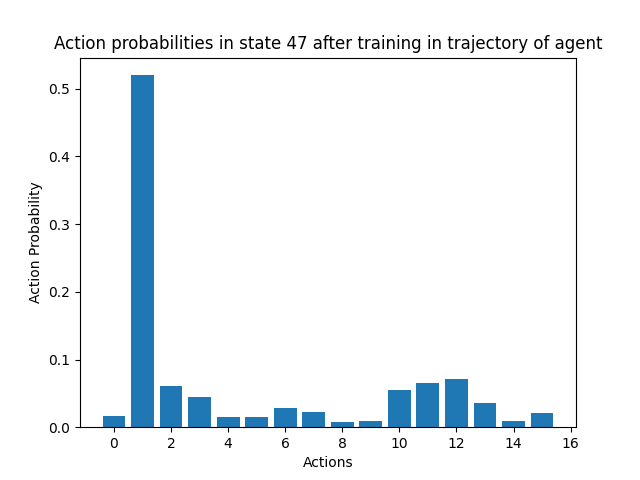 Action probabilities in state 47 after training in trajectory of agent
0.5
0.4
0.3
0.2
0.1
0.0
Action Probability
0 2 4 6 8 10 12 14 16
Actions